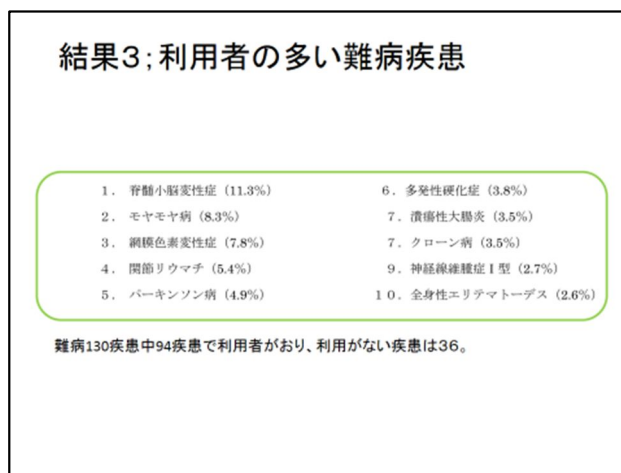 結果３；利用者の多い難病疾患
１． 脊髄小脳変性症（11.3%）
２． モヤモヤ病（8.3%）
３． 網膜色素変性症（7.8%）
４． 関節リウマチ（5.4%）
５． パーキンソン病（4.9%）
６． 多発性硬化症（3.8%）
７． 潰瘍性大腸炎（3.5%）
７． クローン病（3.5%）
９． 神経線維腫症Ⅰ型（2.7%）
１０． 全身性エリテマトーデス（2.6%）
難病130疾患中94疾患で利用者がおり、利用がない疾患は36。